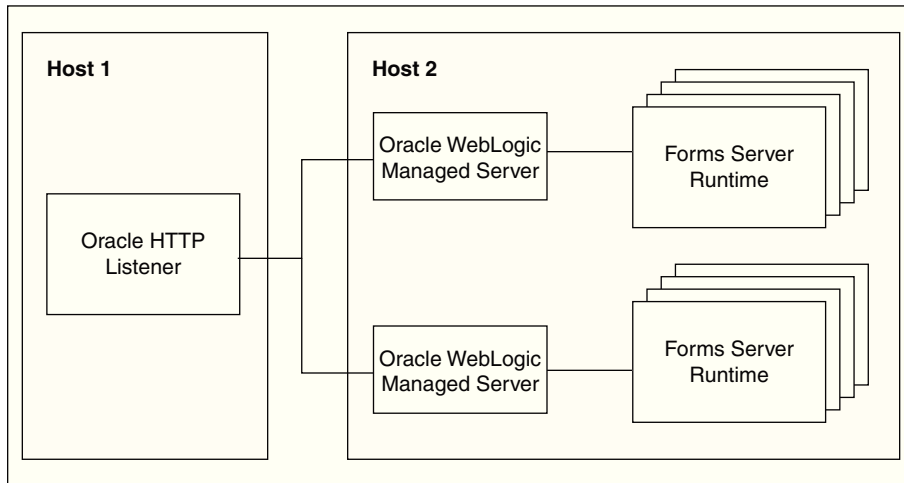 Host 1
Oracle HTTP
Listener
Host 2
Oracle WebLogic
Managed Server
Forms Server
Runtime
Oracle WebLogic
Managed Server
Forms Server
Runtime